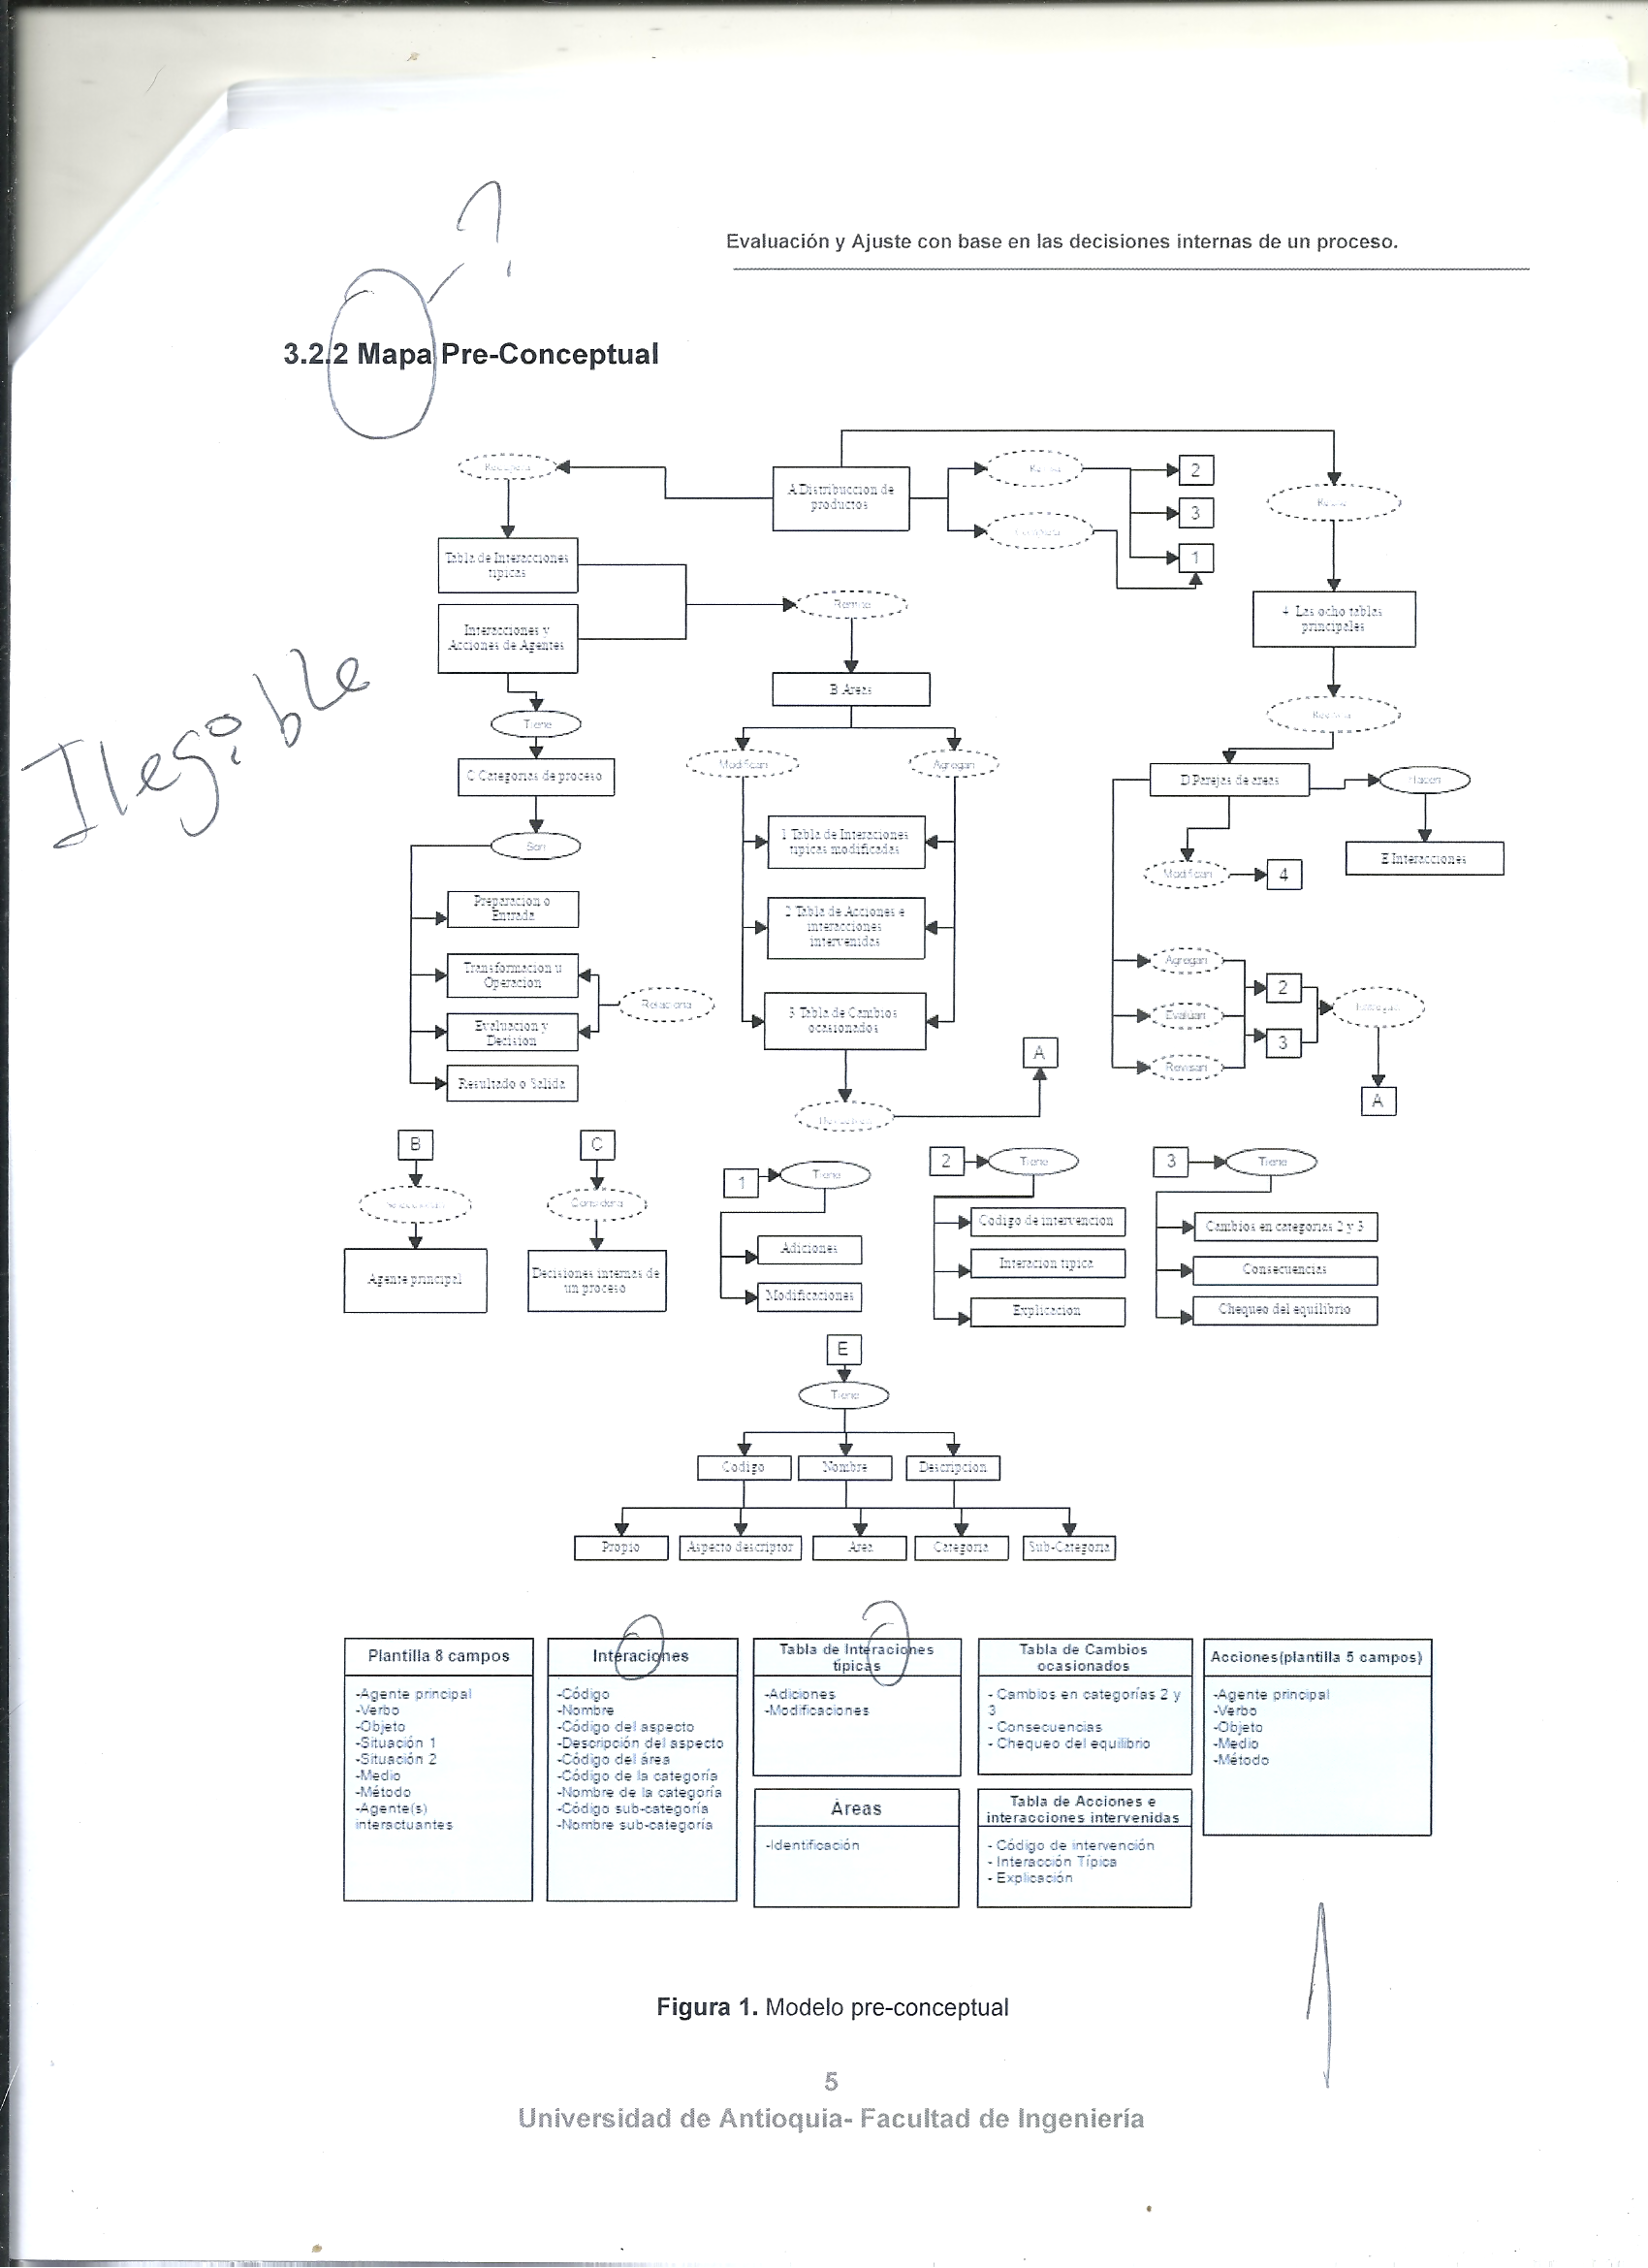 ?
Evaluación y Ajuste con base en las decisiones internas de un proceso.
3.2.2 Mapa Pre-Conceptual
Ilegible
A Distribuccion de
productos
2
3
1
Tabla de Interacciones
tipicas
Interacciones y
Acciones de Agentes
Remite
4 Las ocho tablas
principales
B Areas
Tiene
C Categorias de proceso
Modifican
Agregan
D Parejas de areas
Hacen
Son
1 Tabla de Interaciones
tipicas modificadas
E Interacciones
Modifican
4
Preparacion o
Entrada
2 Tabla de Acciones e
interacciones
intervenidas
Transformacion u
Operacion
Relaciona
Agregan
2
Evaluacion y
Decision
3 Tabla de Cambios
ocasionados
Evaluan
3
Resultado o Salida
A
Revisan
A
B
C
1
Tiene
2
Tiene
3
Tiene
Considera
Agente principal
Decisiones internas de
un proceso
Adiciones
Modificaciones
Codigo de intervencion
Interacion tipica
Explicacion
Cambios en categorias 2 y 3
Consecuencias
Chequeo del equilibrio
E
Tiene
Codigo
Nombre
Descripcion
Propio
Aspecto descriptor
Area
Categoria
Sub-Categoria
Plantilla 8 campos
-Agente principal
-Verbo
-Objeto
-Situación 1
-Situación 2
-Medio
-Método
-Agente(s)
interactuantes
Interaciones
-Código
-Nombre
-Código del aspecto
-Descripción del aspecto
-Código del área
-Código de la categoría
-Nombre de la categoría
-Código sub-categoría
-Nombre sub-categoría
Tabla de Interaciones
típicas
-Adiciones
-Modificaciones
Áreas
-Identificación
Tabla de Cambios
ocasionados
- Cambios en categorías 2 y
3
- Consecuencias
- Chequeo del equilibrio
Tabla de Acciones e
interacciones intervenidas
- Código de intervención
- Interacción Típica
- Explicación
Acciones(plantilla 5 campos)
-Agente principal
-Verbo
-Objeto
-Medio
-Método
Figura 1. Modelo pre-conceptual
5
Universidad de Antioquia- Facultad de Ingeniería